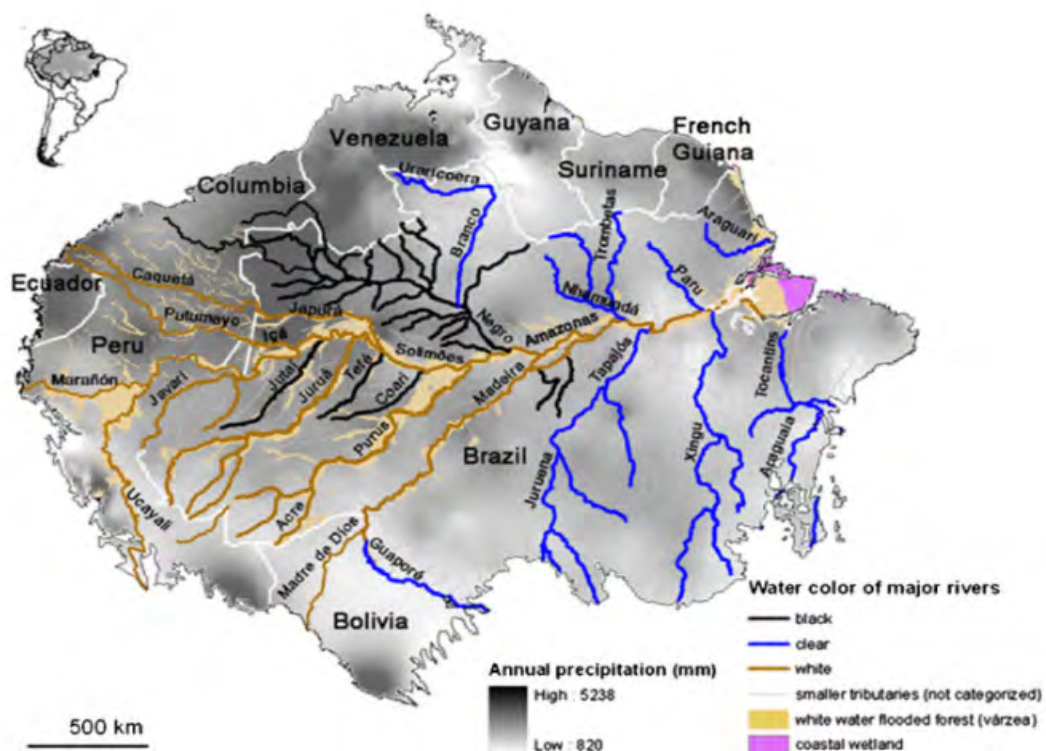 Venezuela
Guyana
French
Guiana
Suriname
Columbia
Uraricoera
Branco
Trombetas
Araguari
Ecuador
Caquetá
Putumayo
Japurá
Içá
Negro
Nhamugdá
Paru
Amazonas
Peru
Solimões
Marañón
Javari
Jutaí
Juruá
Tefé
Coari
Madeira
Tapajós
Tocantins
Purus
Brazil
Xingu
Araguaia
Juruena
Ucayali
Acre
Madre de Dios
Guaporé
Bolivia
Water color of major rivers
black
clear
white
smaller tributaries (not categorized)
white water flooded forest (várzea)
coastal wetland
Annual precipitation (mm)
High : 5238
Low : 820
500 km